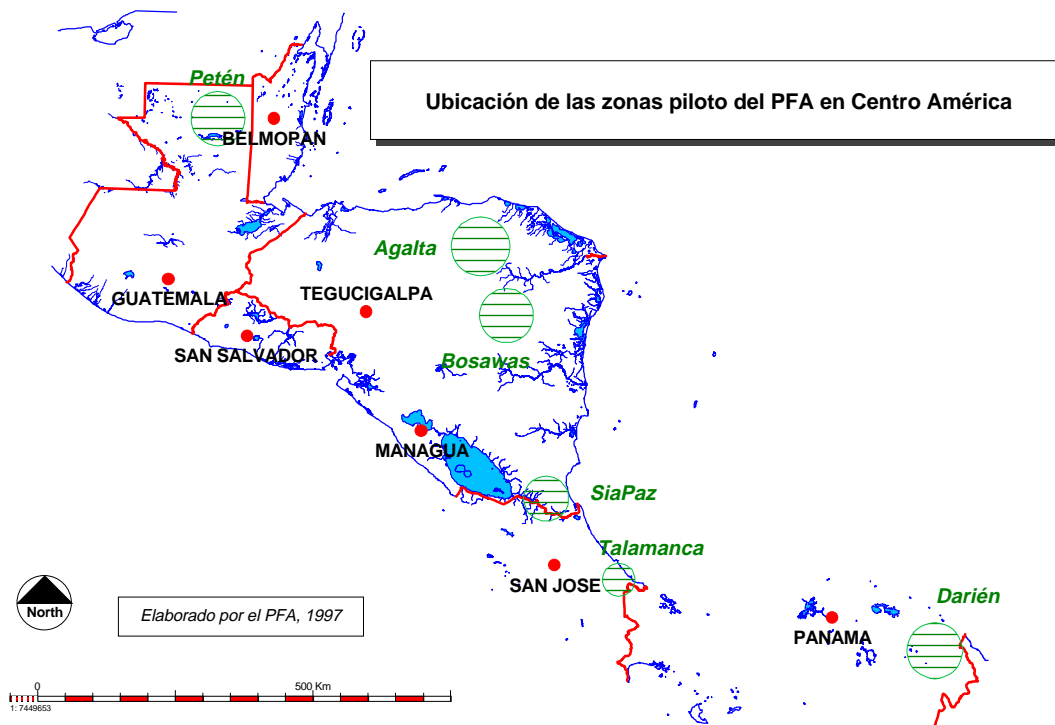 Petén
Ubicación de las zonas piloto del PFA en Centro América
BELMOPAN
Agalta
GUATEMALA
TEGUCIGALPA
SAN SALVADOR
Bosawas
MANAGUA
SiaPaz
Talamanca
SAN JOSE
Darién
North
Elaborado por el PFA, 1997
PANAMA
0
500 Km
1: 7449653